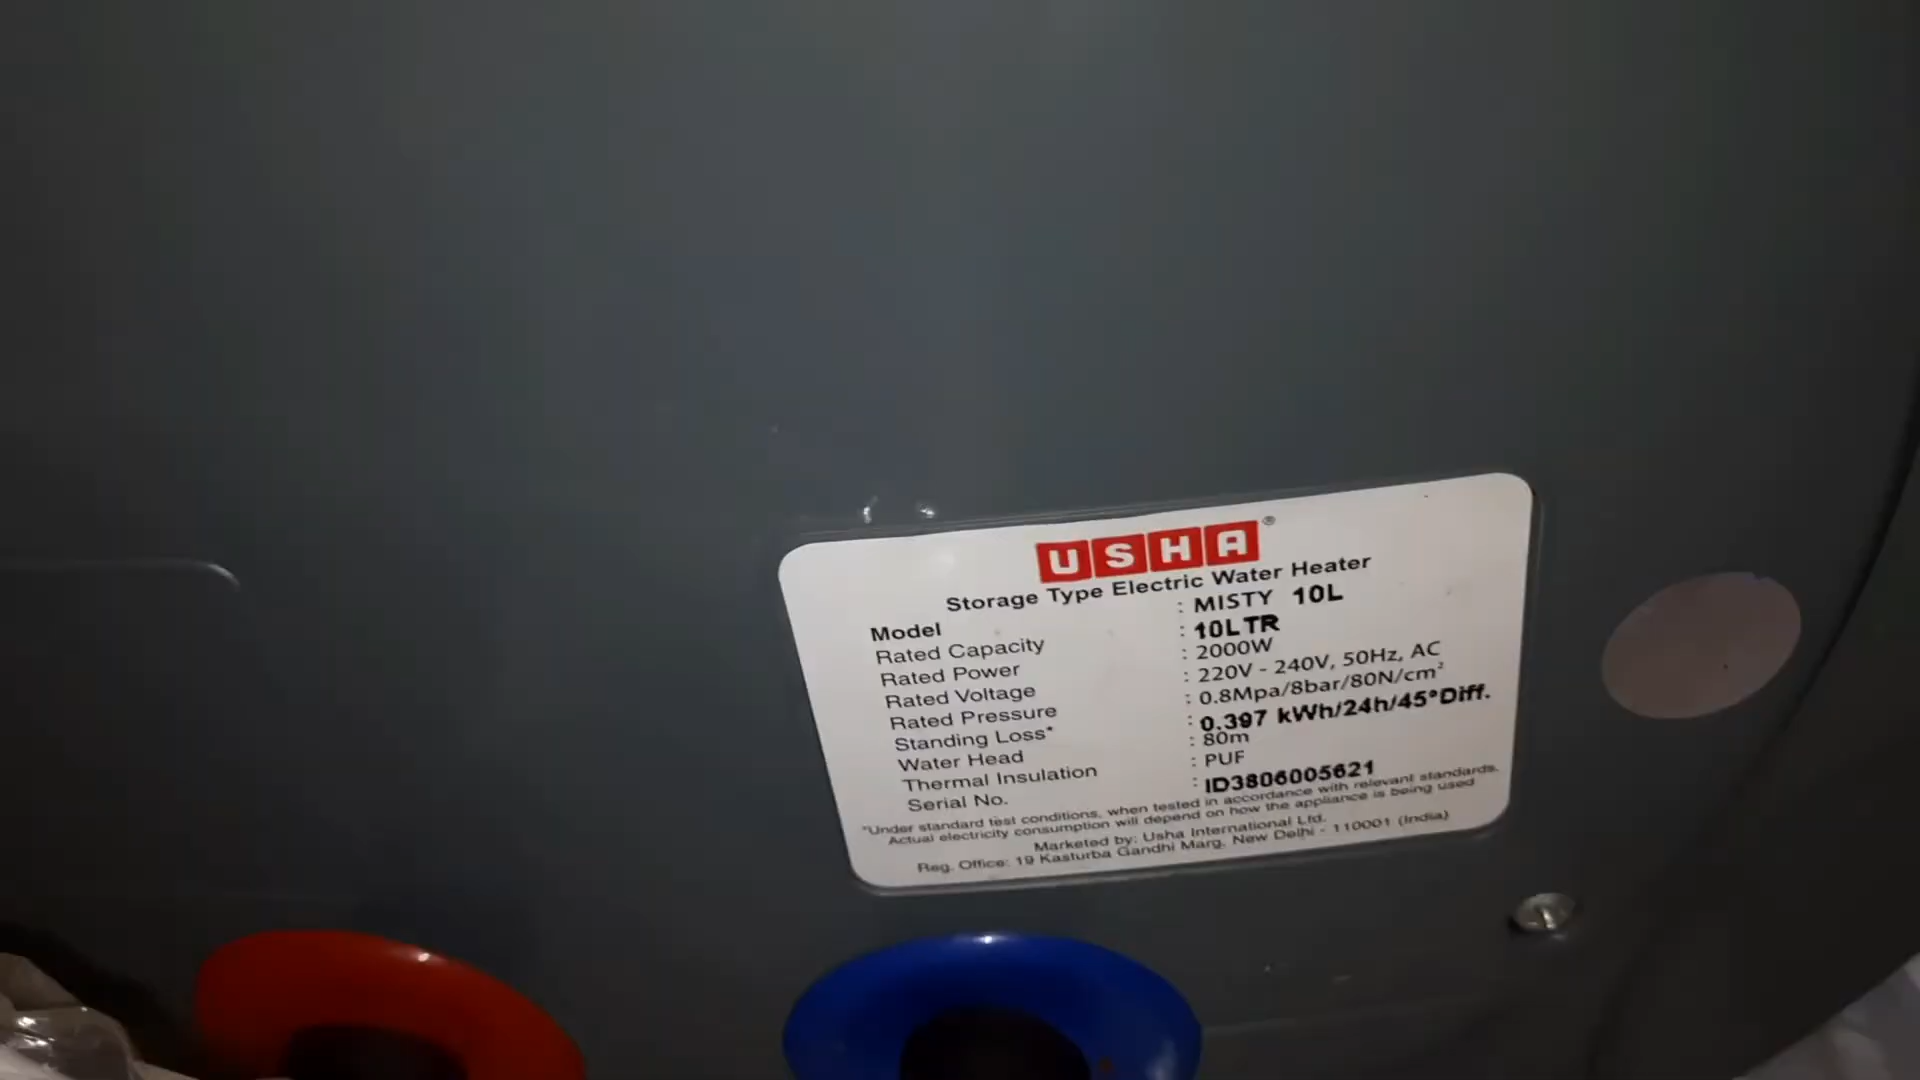 USHA®
Storage Type Electric Water Heater
Model : MISTY 10L
Rated Capacity : 10LTR
Rated Power : 2000W
Rated Voltage : 220V - 240V, 50Hz, AC
Rated Pressure : 0.8Mpa/8bar/80N/cm²
Standing Loss* : 0.397 kWh/24h/45°Diff.
Water Head : 80m
Thermal Insulation : PUF
Serial No. : ID3806005621
*Under standard test conditions, when tested in accordance with relevant standards.
Actual electricity consumption will depend on how the appliance is being used
Marketed by: Usha International Ltd.
Reg. Office: 19 Kasturba Gandhi Marg, New Delhi - 110001 (India)